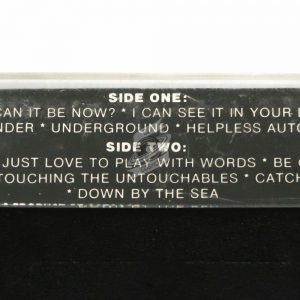 SIDE ONE:
CAN IT BE NOW? * I CAN SEE IT IN YOUR
NDER * UNDERGROUND * HELPLESS AUTO
SIDE TWO:
JUST LOVE TO PLAY WITH WORDS * BE
TOUCHING THE UNTOUCHABLES * CATCH
* DOWN BY THE SEA